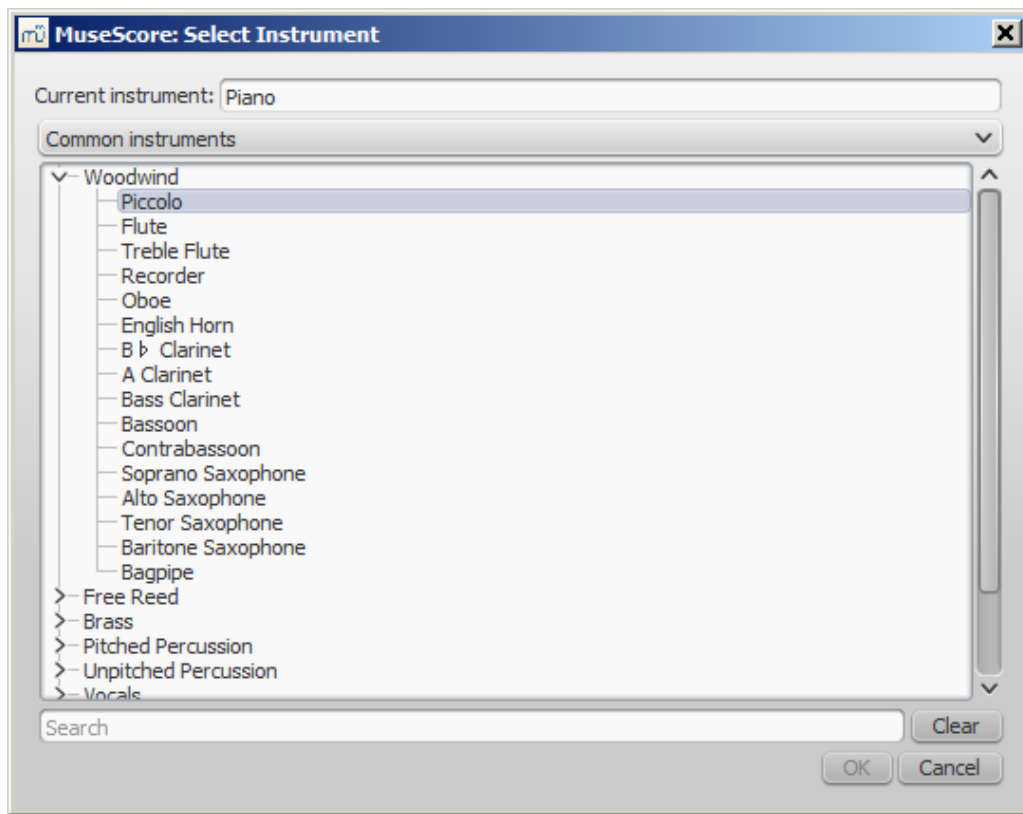 MuseScore: Select Instrument
Current instrument: Piano
Common instruments
Woodwind
Piccolo
Flute
Treble Flute
Recorder
Oboe
English Horn
B♭ Clarinet
A Clarinet
Bass Clarinet
Bassoon
Contrabassoon
Soprano Saxophone
Alto Saxophone
Tenor Saxophone
Baritone Saxophone
Bagpipe
Free Reed
Brass
Pitched Percussion
Unpitched Percussion
Vocals
Search Clear
OK Cancel